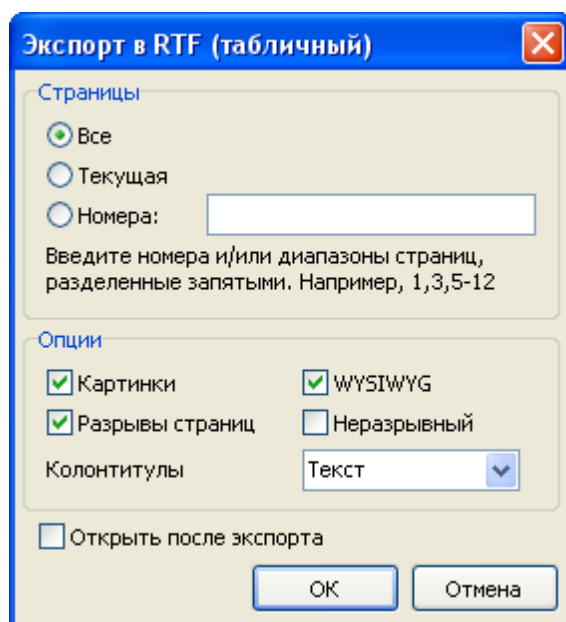 Экспорт в RTF (табличный)
Страницы
Все
Текущая
Номера:
Введите номера и/или диапазоны страниц,
разделенные запятыми. Например, 1,3,5-12
Опции
Картинки WYSIWYG
Разрывы страниц Неразрывный
Колонтитулы Текст
Открыть после экспорта
ОК Отмена